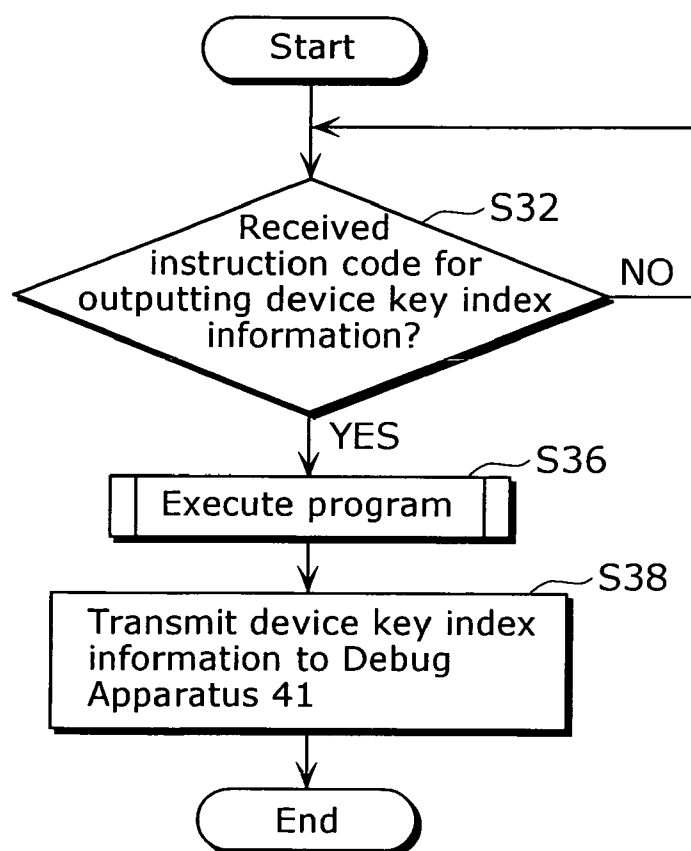 Start
S32
Received
instruction code for
outputting device key index
information?
NO
YES
S36
Execute program
S38
Transmit device key index
information to Debug
Apparatus 41
End